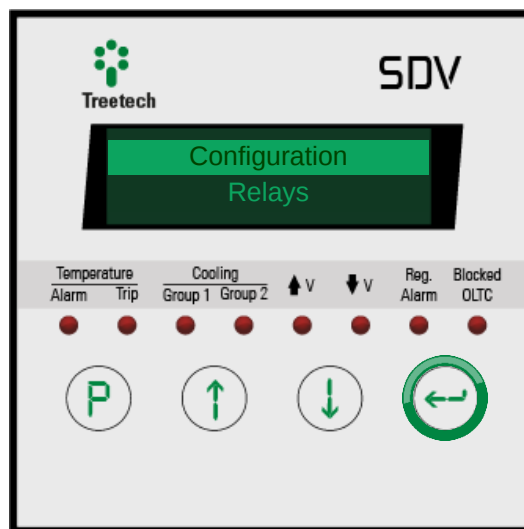 SDV
Treetech
Configuration
Relays
Temperature
Alarm Trip
Cooling
Group 1 Group 2
V
V
Reg.
Alarm
Blocked
OLTC
P